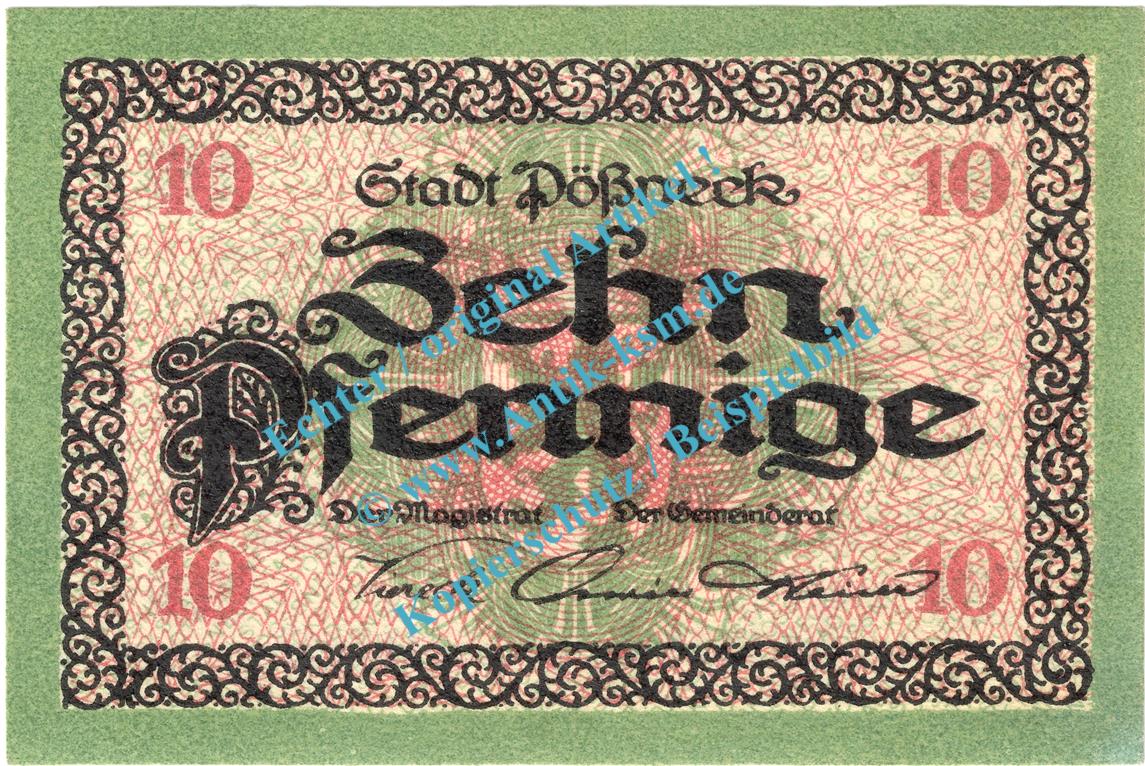 10 10
Stadt Pößneck
Zehn
Pfennige
Der Magistrat Der Gemeinderat
10 10
Echter / original Artikel !
© www.Antik-ksm.de
Kopierschutz / Beispielbild